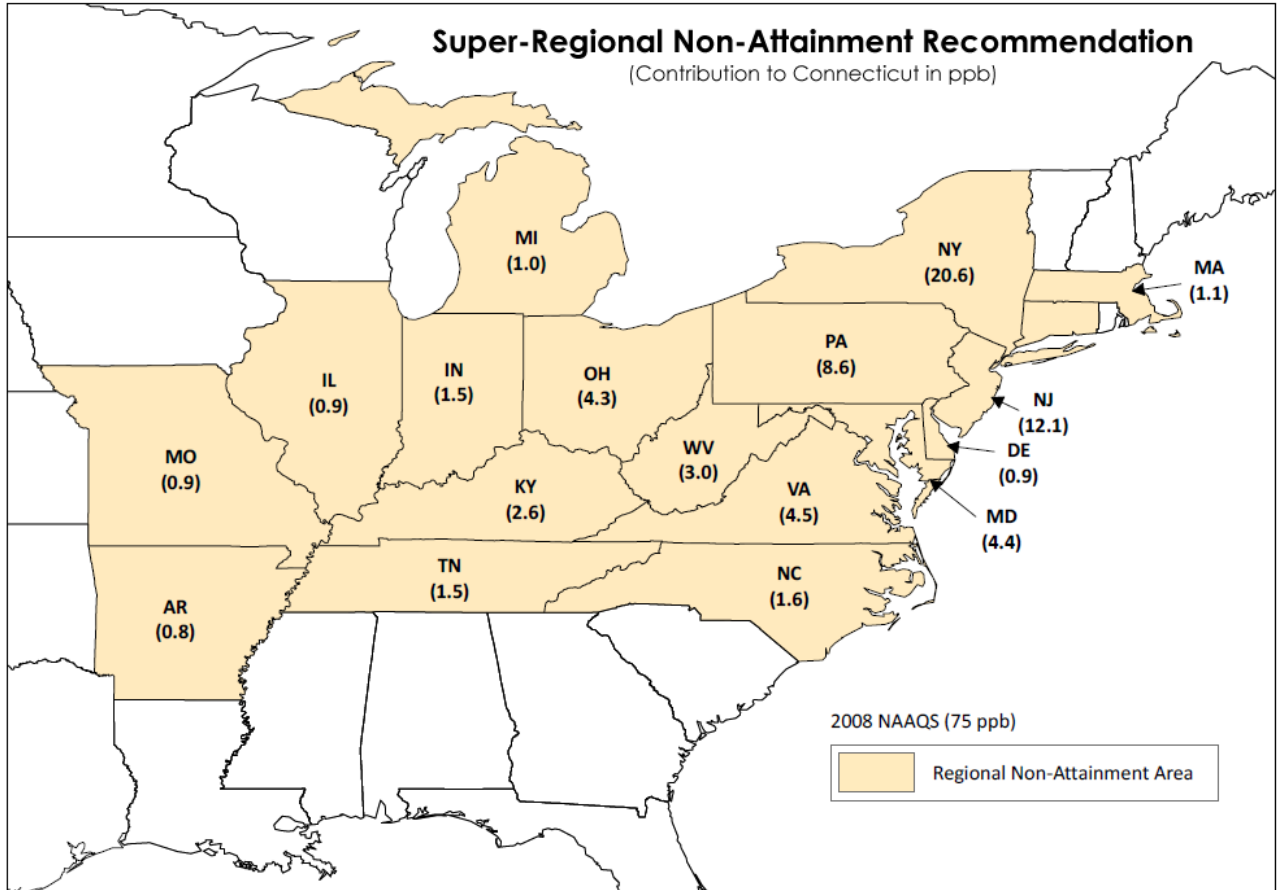 Super-Regional Non-Attainment Recommendation
(Contribution to Connecticut in ppb)
MI
(1.0)
NY
(20.6)
MA
(1.1)
PA
(8.6)
IL
(0.9)
IN
(1.5)
OH
(4.3)
NJ
(12.1)
MO
(0.9)
WV
(3.0)
DE
(0.9)
KY
(2.6)
VA
(4.5)
MD
(4.4)
TN
(1.5)
NC
(1.6)
AR
(0.8)
2008 NAAQS (75 ppb)
Regional Non-Attainment Area